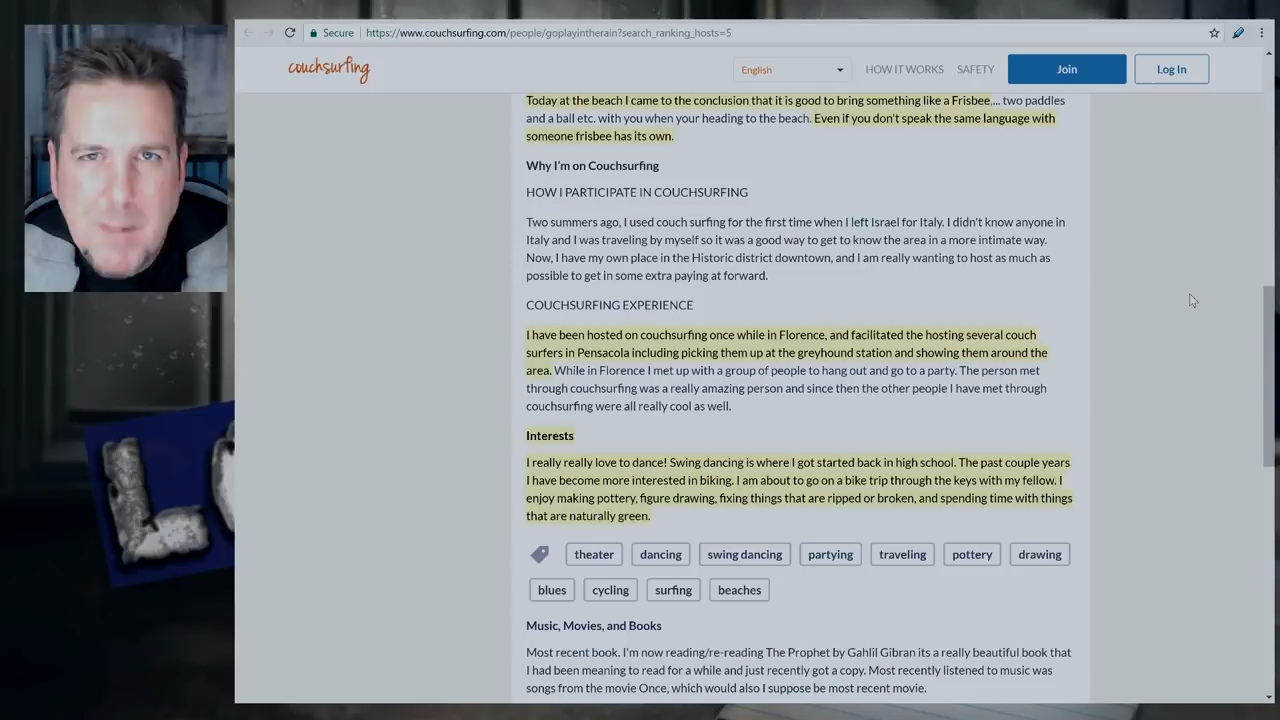 Secure
https://www.couchsurfing.com/people/goplayintherain?search_ranking_hosts=5
couchsurfing
English
HOW IT WORKS
SAFETY
Join
Log In
Today at the beach I came to the conclusion that it is good to bring something like a Frisbee,... two paddles
and a ball etc. with you when your heading to the beach. Even if you don't speak the same language with
someone frisbee has its own.
Why I'm on Couchsurfing
HOW I PARTICIPATE IN COUCHSURFING
Two summers ago, I used couch surfing for the first time when I left Israel for Italy. I didn't know anyone in
Italy and I was traveling by myself so it was a good way to get to know the area in a more intimate way.
Now, I have my own place in the Historic district downtown, and I am really wanting to host as much as
possible to get in some extra paying at forward.
COUCHSURFING EXPERIENCE
I have been hosted on couchsurfing once while in Florence, and facilitated the hosting several couch
surfers in Pensacola including picking them up at the greyhound station and showing them around the
area. While in Florence I met up with a group of people to hang out and go to a party. The person met
through couchsurfing was a really amazing person and since then the other people I have met through
couchsurfing were all really cool as well.
Interests
I really really love to dance! Swing dancing is where I got started back in high school. The past couple years
I have become more interested in biking. I am about to go on a bike trip through the keys with my fellow. I
enjoy making pottery, figure drawing, fixing things that are ripped or broken, and spending time with things
that are naturally green.
theater
dancing
swing dancing
partying
traveling
pottery
drawing
blues
cycling
surfing
beaches
Music, Movies, and Books
Most recent book. I'm now reading/re-reading The Prophet by Gahlil Gibran its a really beautiful book that
I had been meaning to read for a while and just recently got a copy. Most recently listened to music was
songs from the movie Once, which would also I suppose be most recent movie.